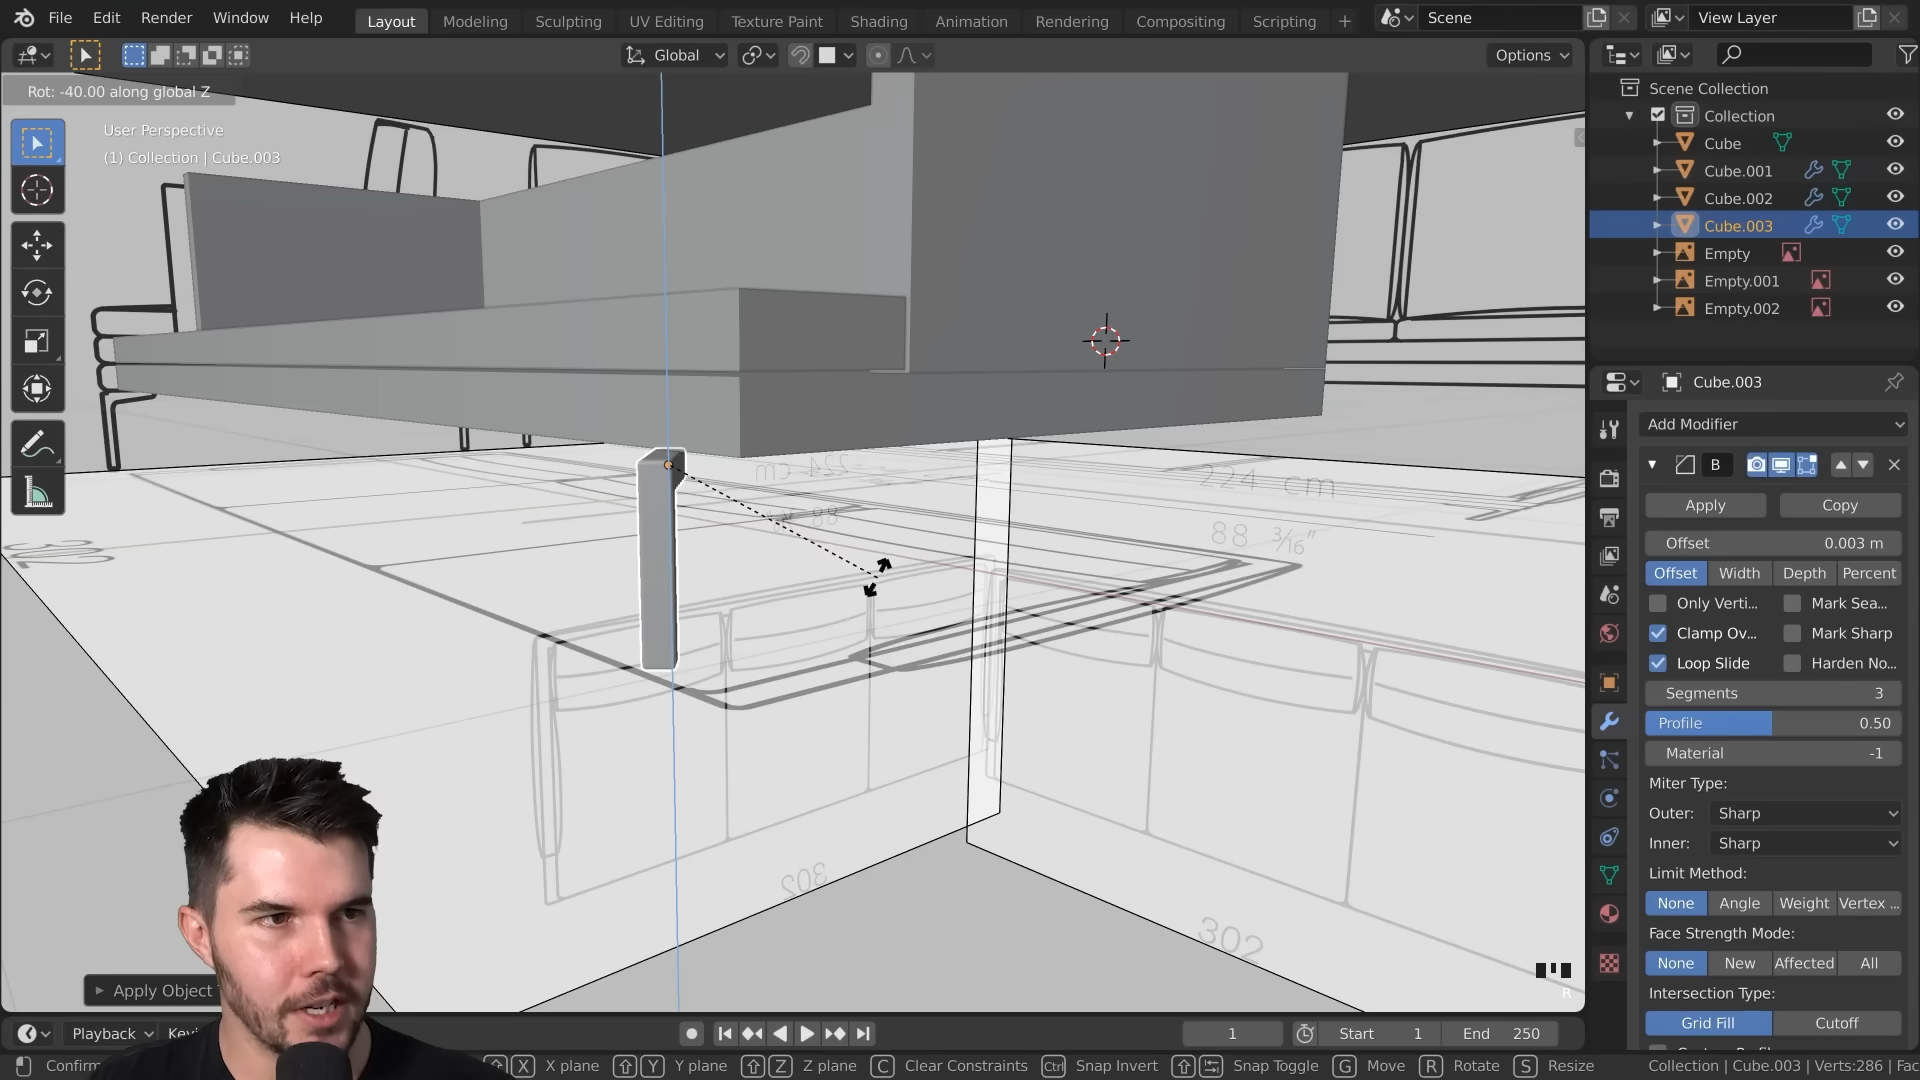 File Edit Render Window Help
Layout Modeling Sculpting UV Editing Texture Paint Shading Animation Rendering Compositing Scripting +
Scene
View Layer
Global
Options
Rot: -40.00 along global Z
User Perspective
(1) Collection | Cube.003
Scene Collection
Collection
Cube
Cube.001
Cube.002
Cube.003
Empty
Empty.001
Empty.002
Cube.003
Add Modifier
B
Apply Copy
Offset 0.003 m
Offset Width Depth Percent
Only Verti... Mark Sea...
Clamp Ov... Mark Sharp
Loop Slide Harden No...
Segments 3
Profile 0.50
Material -1
Miter Type:
Outer: Sharp
Inner: Sharp
Limit Method:
None Angle Weight Vertex ...
Face Strength Mode:
None New Affected All
Intersection Type:
Grid Fill Cutoff
224 cm
224 cm
88 3/16"
88
302
302
302
R
Apply Object
Playback
Keyi
1
Start 1
End 250
Confirm
X X plane Y Y plane Z Z plane C Clear Constraints Ctrl Snap Invert Snap Toggle G Move R Rotate S Resize
Collection | Cube.003 | Verts:286 | Fac